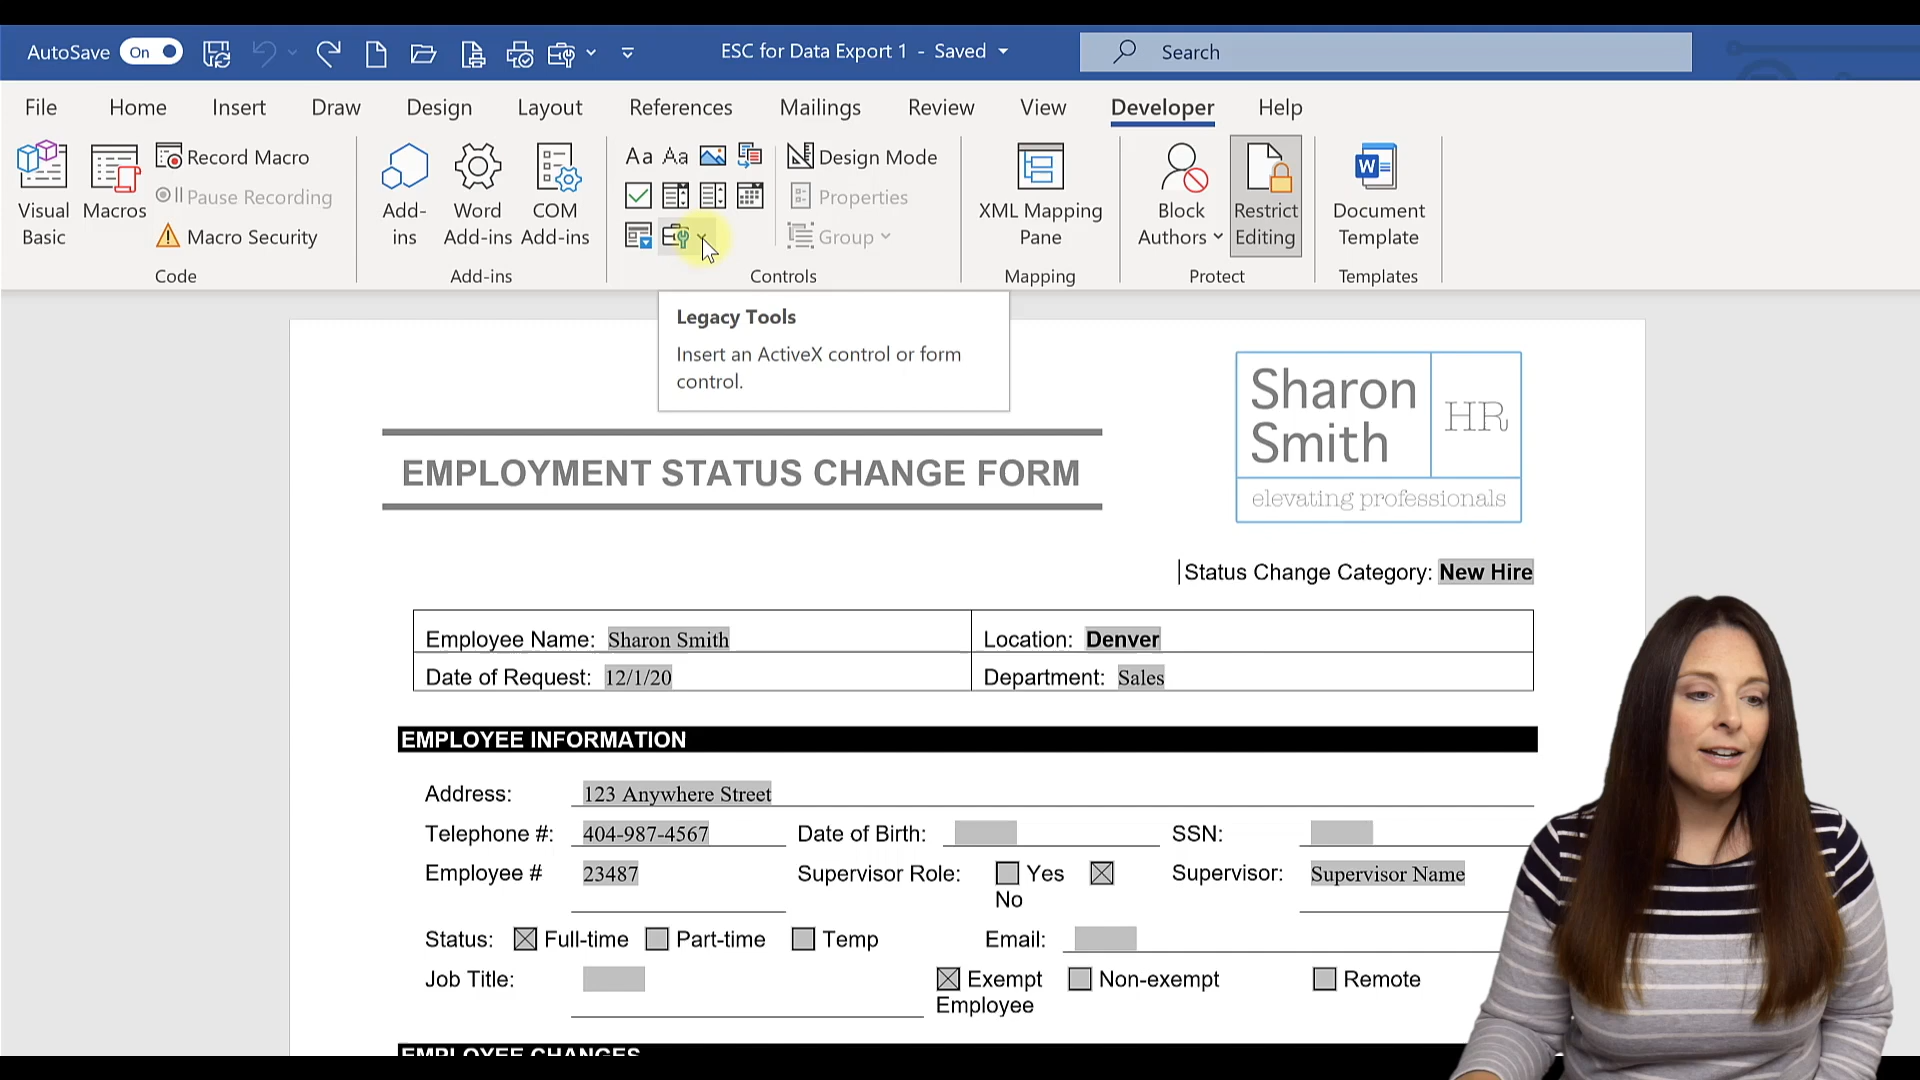 AutoSave On ESC for Data Export 1 - Saved Search
File Home Insert Draw Design Layout References Mailings Review View Developer Help
Visual Basic
Macros
Record Macro
Pause Recording
Macro Security
Code
Add-ins
Word Add-ins
COM Add-ins
Add-ins
Aa Aa
Design Mode
Properties
Group
Controls
XML Mapping Pane
Mapping
Block Authors
Restrict Editing
Protect
W
Document Template
Templates
Legacy Tools
Insert an ActiveX control or form
control.
Sharon
Smith
HR
elevating professionals
EMPLOYMENT STATUS CHANGE FORM
Status Change Category: New Hire
Employee Name: Sharon Smith Location: Denver
Date of Request: 12/1/20 Department: Sales
EMPLOYEE INFORMATION
Address: 123 Anywhere Street
Telephone #: 404-987-4567 Date of Birth: SSN:
Employee # 23487 Supervisor Role: Yes Supervisor: Supervisor Name
No
Status: Full-time Part-time Temp Email:
Job Title: Exempt Non-exempt Remote
Employee
EMPLOYEE CHANGES